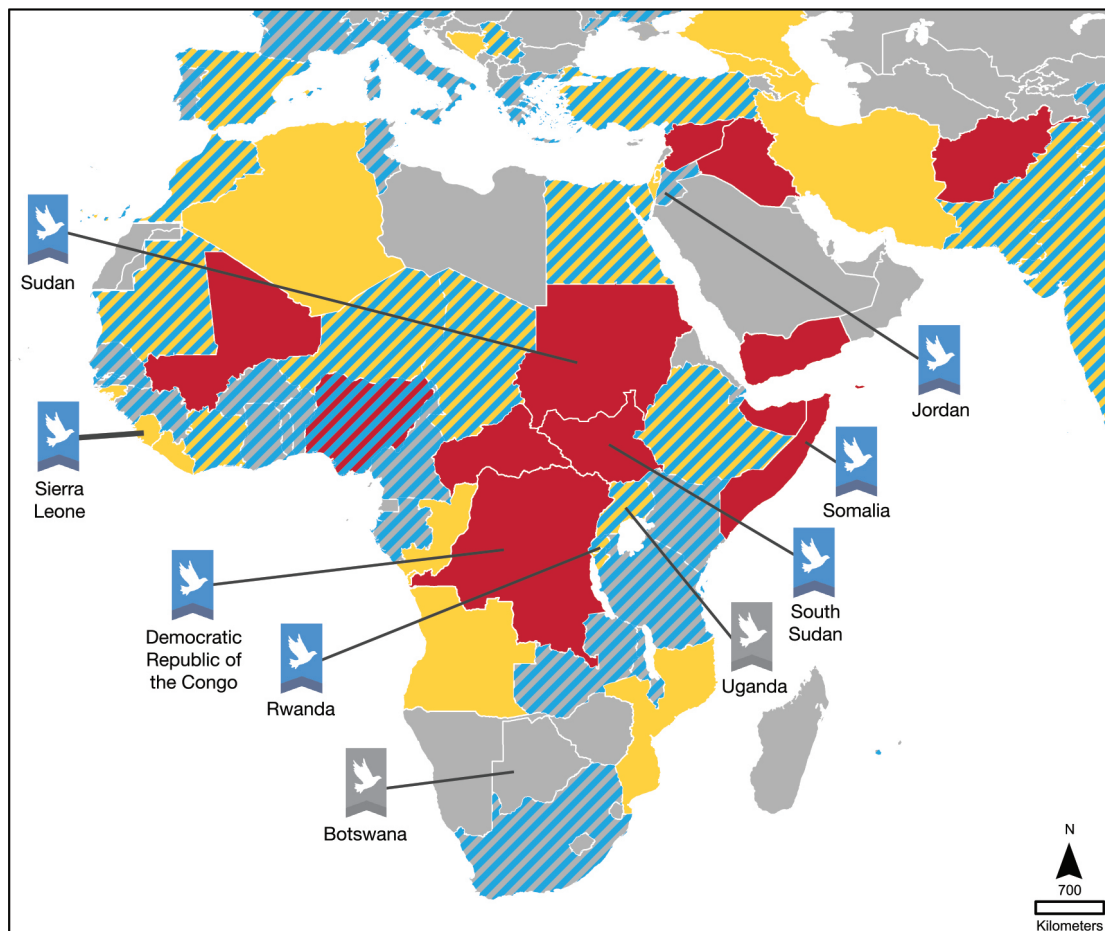 Sudan
Jordan
Sierra
Leone
Somalia
Democratic
Republic of
the Congo
South
Sudan
Rwanda
Uganda
Botswana
N
700
Kilometers